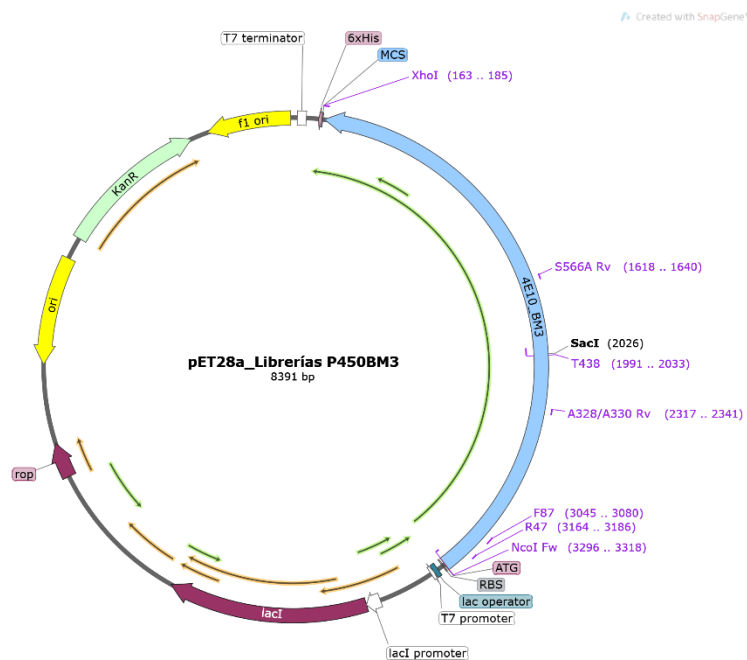 Created with SnapGene®
T7 terminator
6xHis
MCS
XhoI (163 .. 185)
f1 ori
KanR
S566A Rv (1618 .. 1640)
4E10_BM3
ori
SacI (2026)
T438 (1991 .. 2033)
pET28a_Librerías P450BM3
8391 bp
A328/A330 Rv (2317 .. 2341)
rop
F87 (3045 .. 3080)
R47 (3164 .. 3186)
NcoI Fw (3296 .. 3318)
ATG
RBS
lac operator
T7 promoter
lacI
lacI promoter